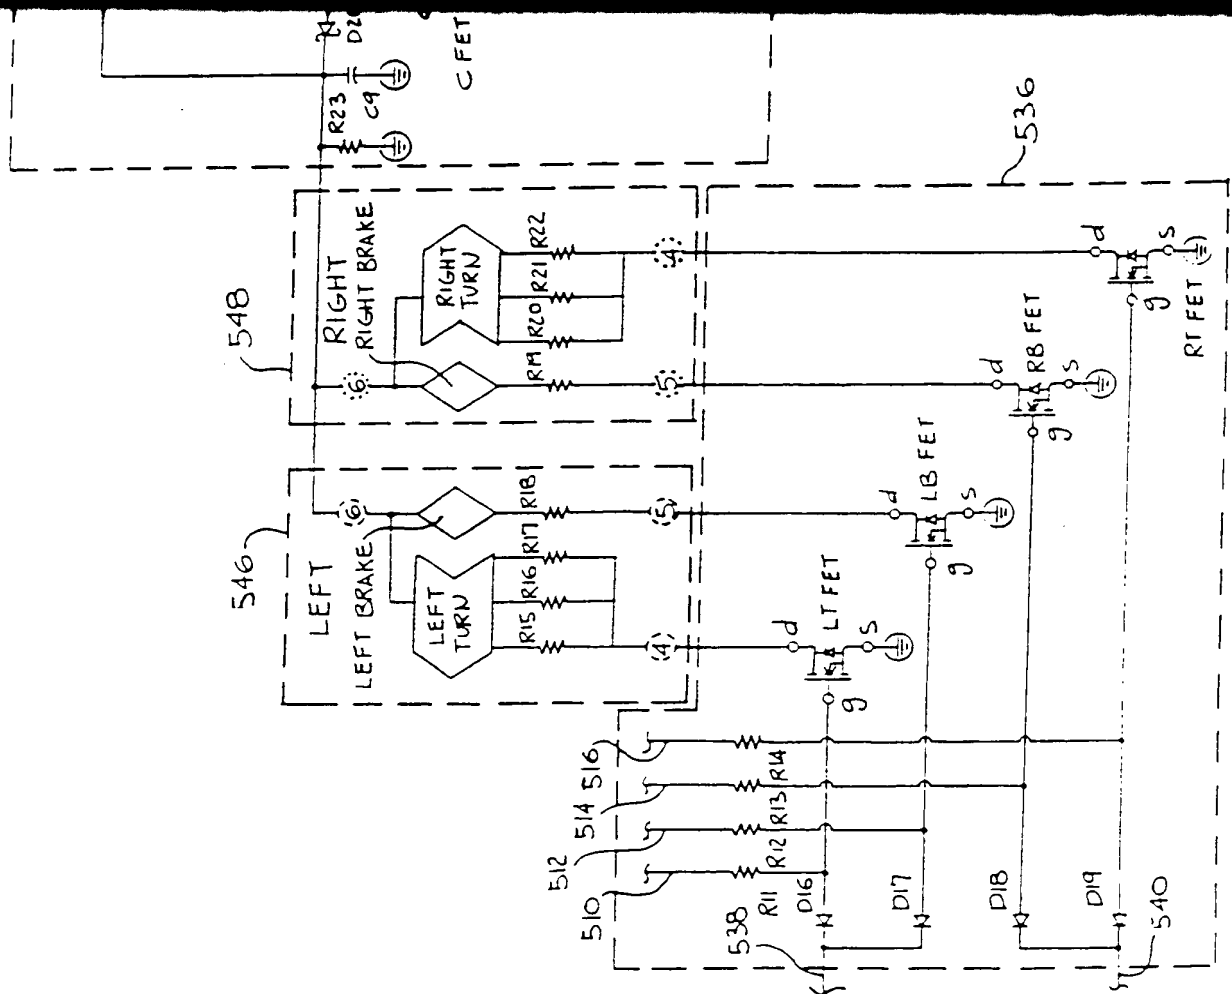 D2
C FET
R23
C9
536
548
RIGHT
RIGHT BRAKE
RIGHT
TURN
R22
R21
R20
R19
6
4
5
d
s
g
RT FET
d
s
g
RB FET
546
LEFT
LEFT BRAKE
LEFT
TURN
R18
R17
R16
R15
6
5
4
d
s
g
LB FET
d
s
g
LT FET
516
514
512
510
R14
R13
R12
R11
D16
D17
D18
D19
538
540